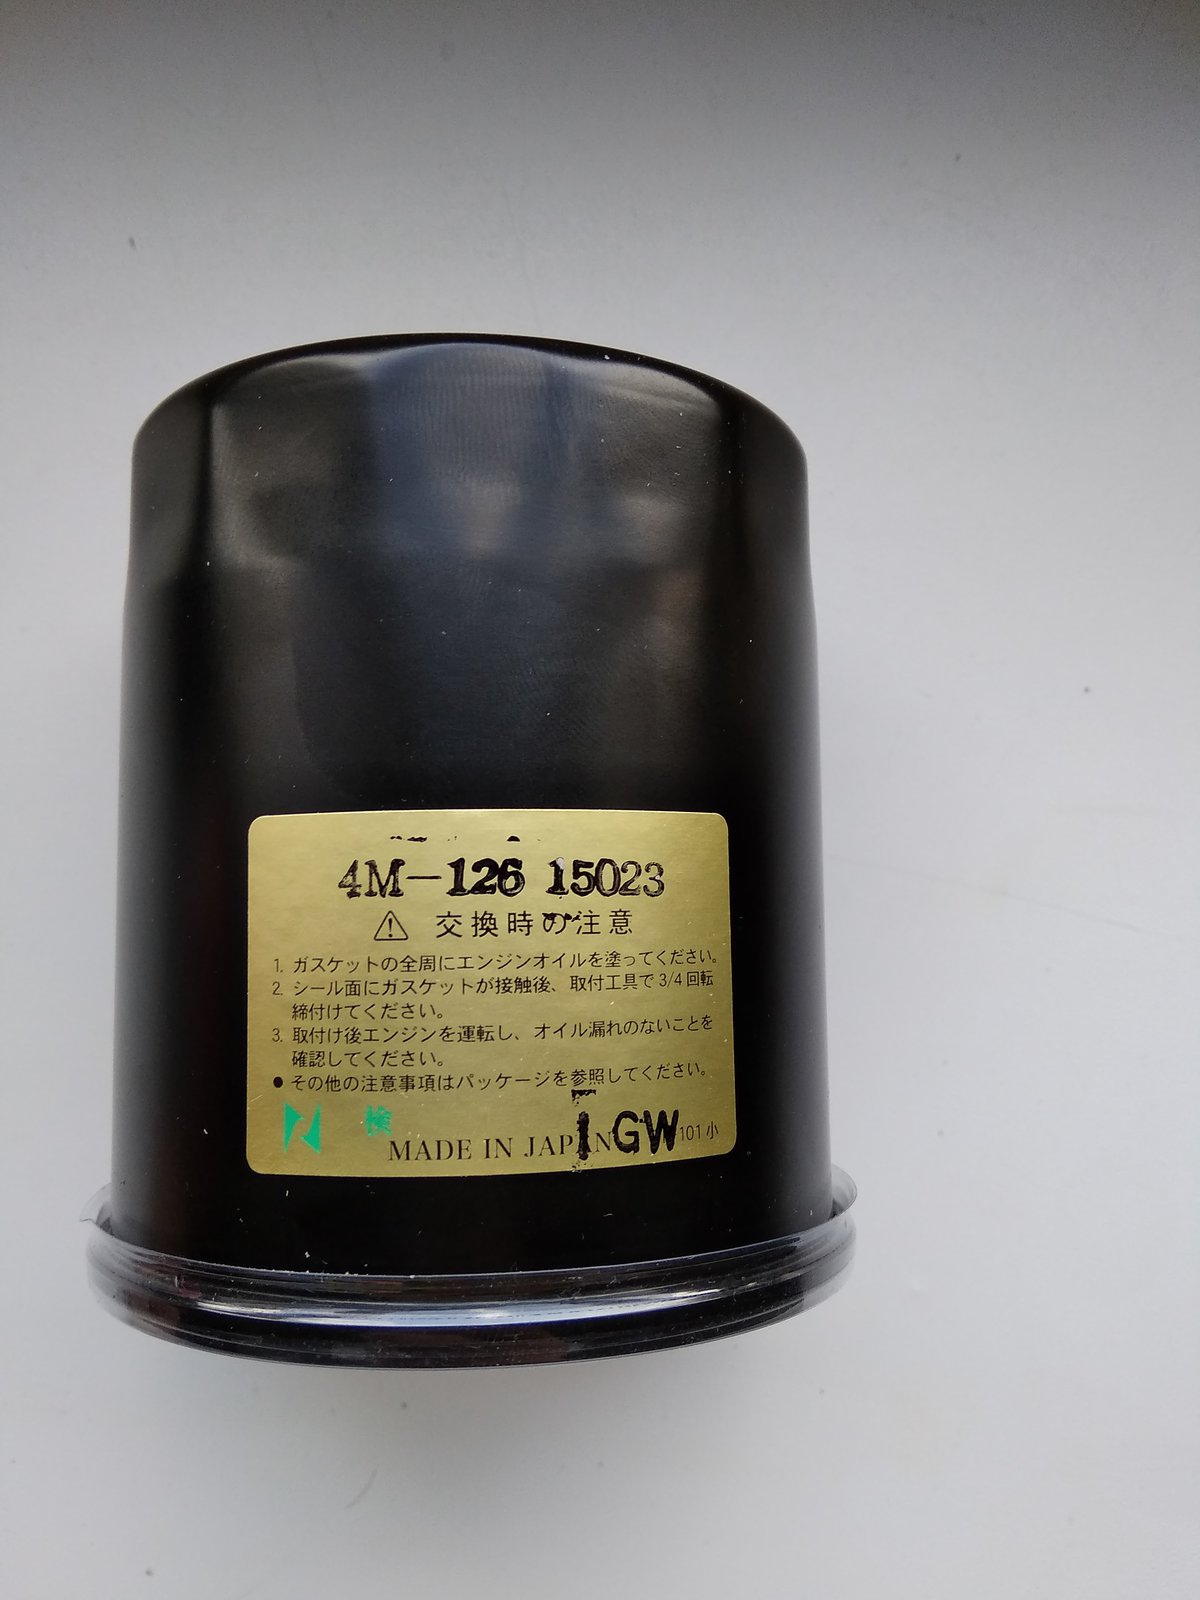 4M-126 15023
⚠ 交換時の注意
1. ガスケットの全周にエンジンオイルを塗ってください。
2. シール面にガスケットが接触後、取付工具で3/4回転
締付けてください。
3. 取付け後エンジンを運転し、オイル漏れのないことを
確認してください。
● その他の注意事項はパッケージを参照してください。
N 検
MADE IN JAPAN 1 GW 101小